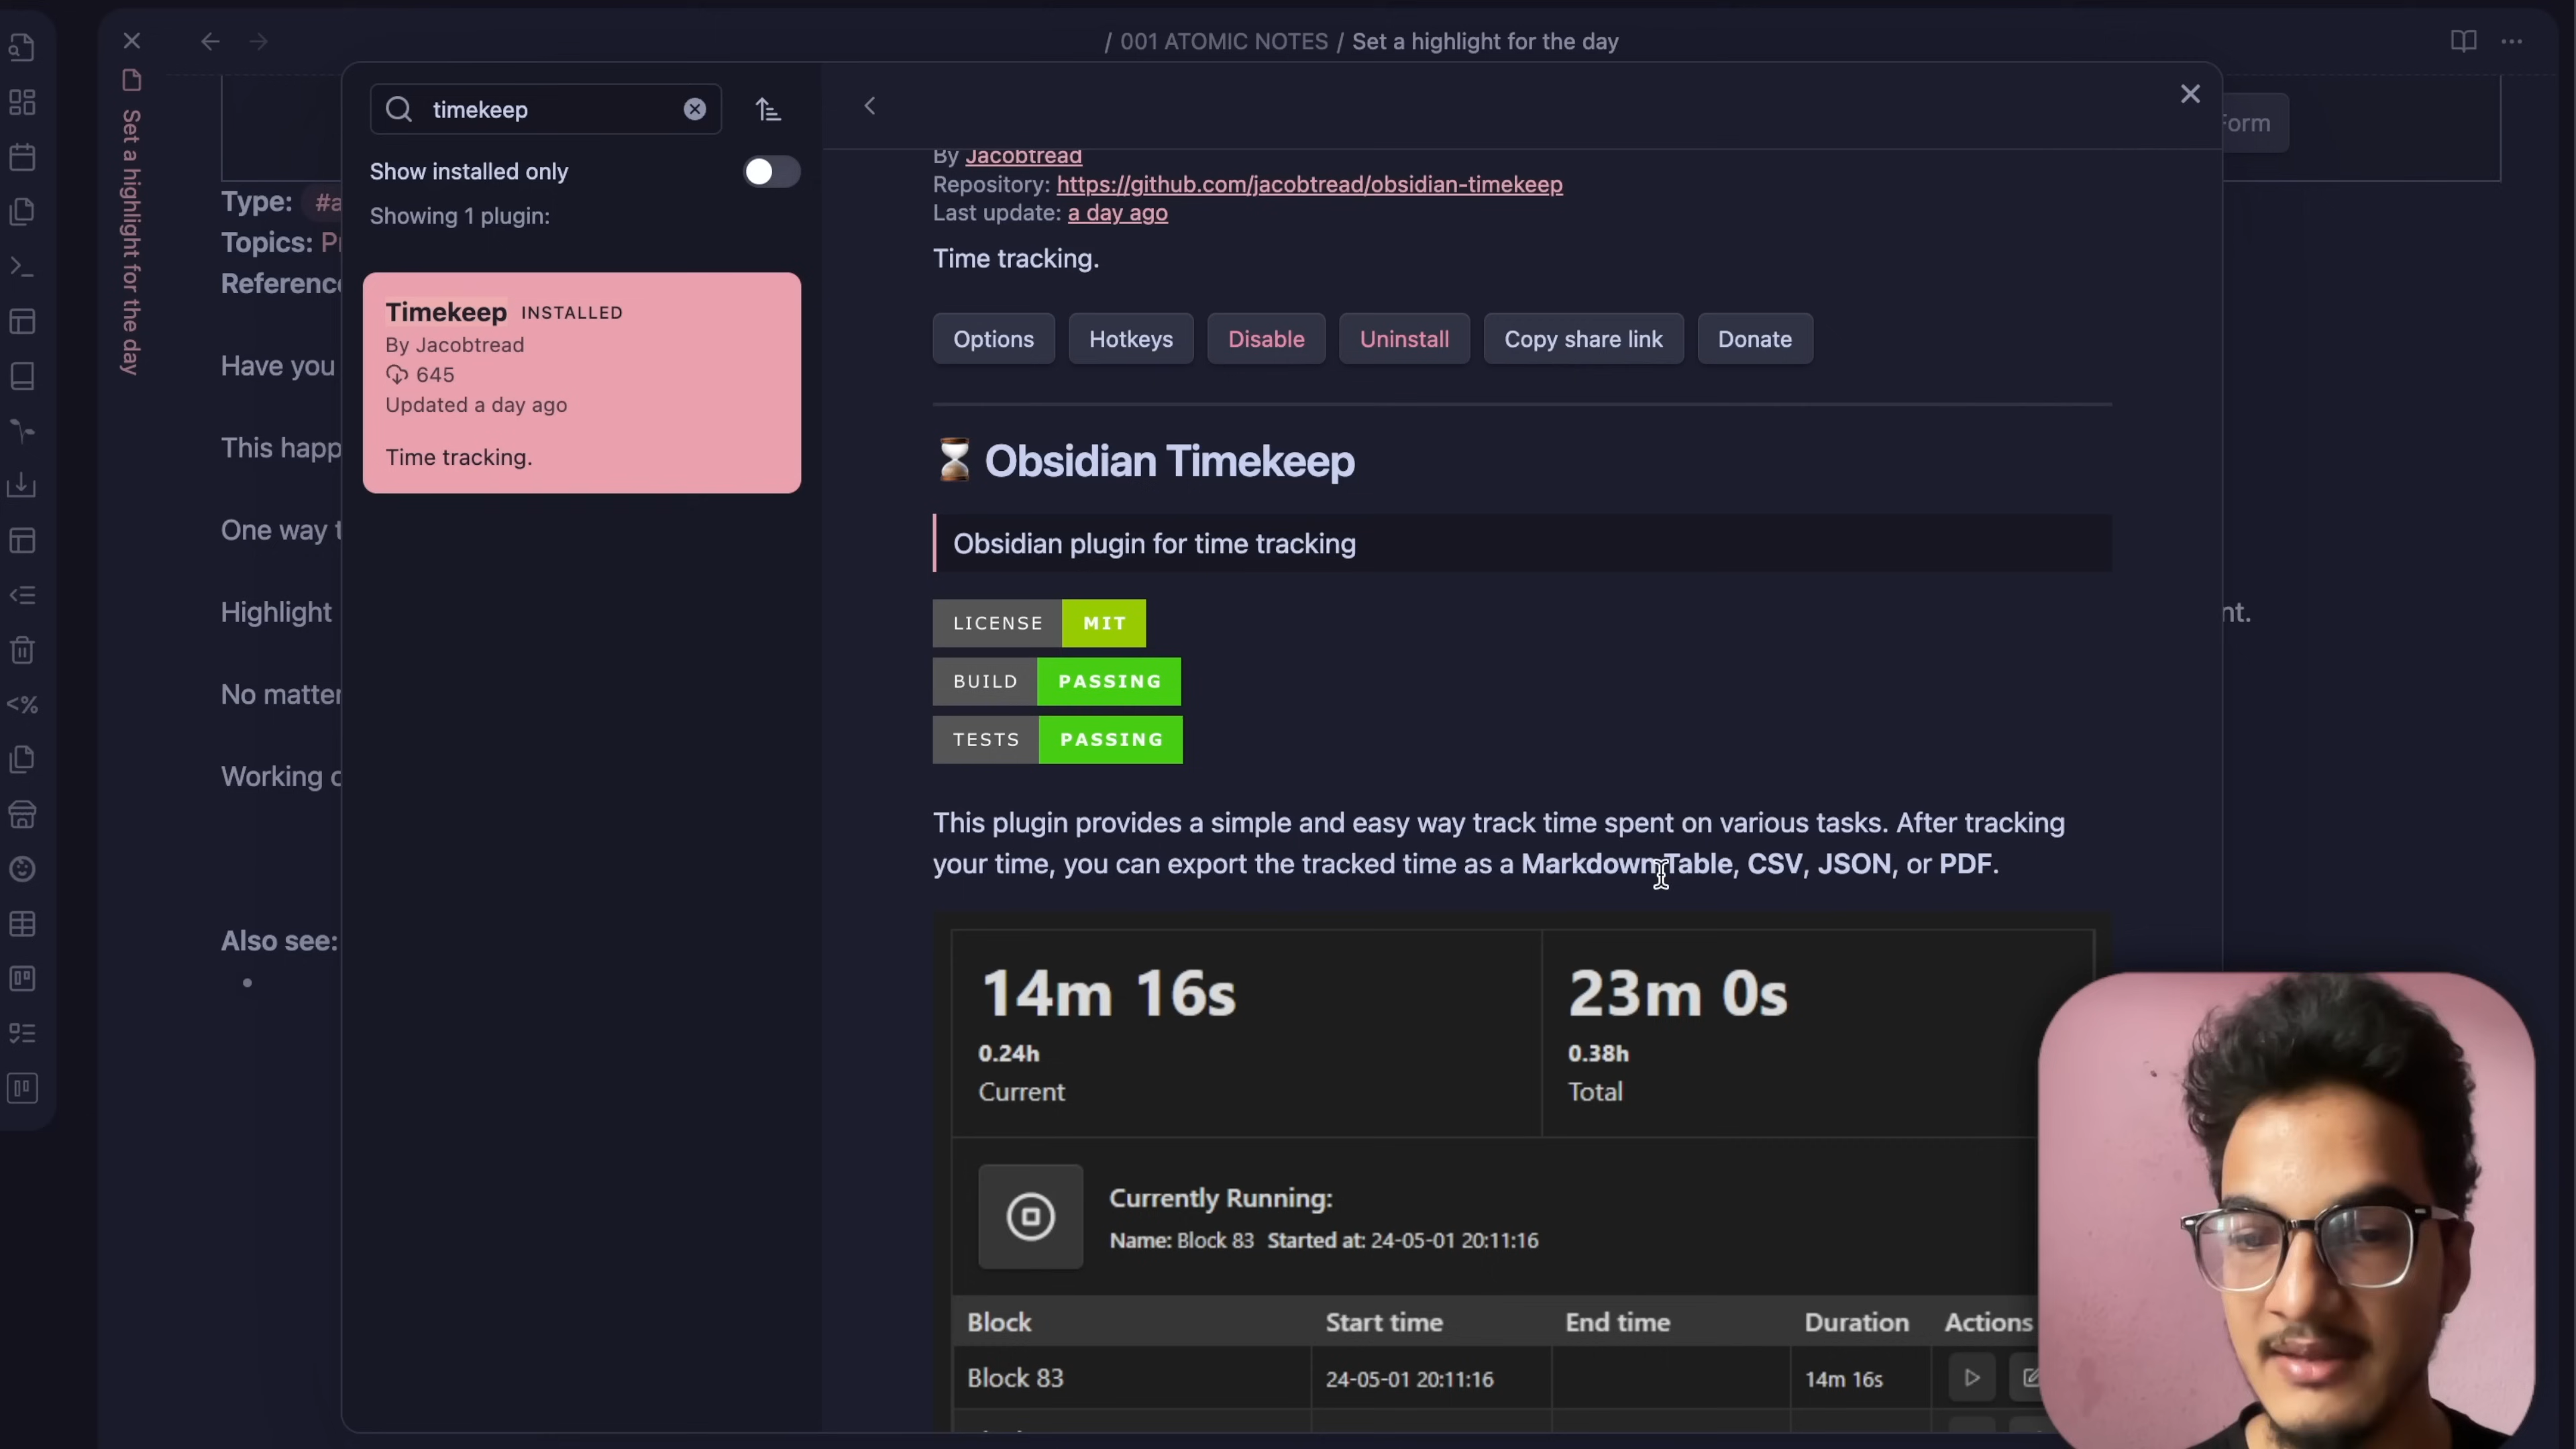 / 001 ATOMIC NOTES / Set a highlight for the day
Set a highlight for the day
timekeep
Show installed only
Showing 1 plugin:
Timekeep INSTALLED
By Jacobtread
645
Updated a day ago
Time tracking.
Type: #a
Topics: Pr
Reference
Have you
This happ
One way t
Highlight
No matter
Working o
Also see:
Form
nt.
By Jacobtread
Repository: https://github.com/jacobtread/obsidian-timekeep
Last update: a day ago
Time tracking.
Options Hotkeys Disable Uninstall Copy share link Donate
Obsidian Timekeep
Obsidian plugin for time tracking
LICENSE MIT
BUILD PASSING
TESTS PASSING
This plugin provides a simple and easy way track time spent on various tasks. After tracking
your time, you can export the tracked time as a Markdown Table, CSV, JSON, or PDF.
14m 16s 23m 0s
0.24h 0.38h
Current Total
Currently Running:
Name: Block 83 Started at: 24-05-01 20:11:16
Block Start time End time Duration Actions
Block 83 24-05-01 20:11:16 14m 16s